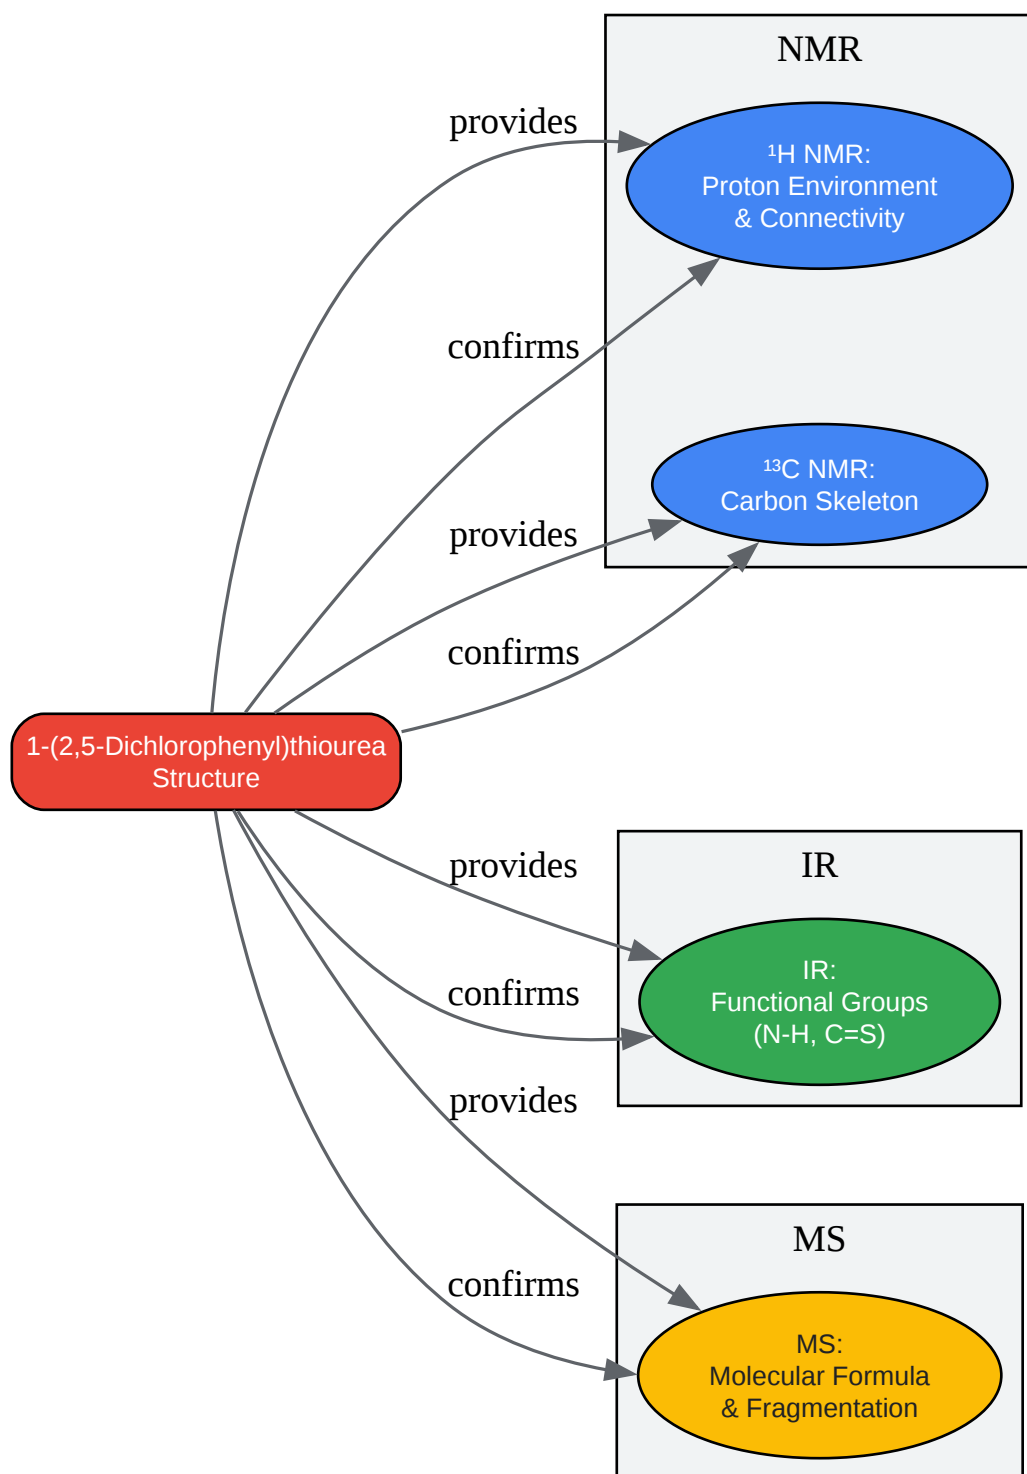 NMR
provides
¹H NMR:
Proton Environment
& Connectivity
confirms
¹³C NMR:
Carbon Skeleton
provides
confirms
1-(2,5-Dichlorophenyl)thiourea
Structure
provides
IR
IR:
Functional Groups
(N-H, C=S)
confirms
provides
MS
confirms
MS:
Molecular Formula
& Fragmentation